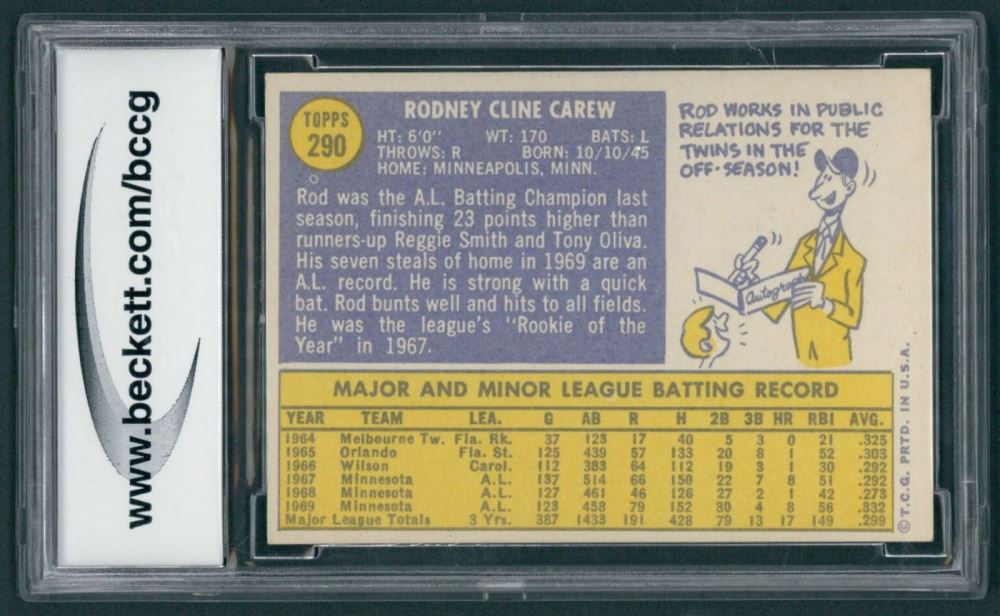 www.beckett.com/bccg
TOPPS
290
RODNEY CLINE CAREW
HT: 6'0" WT: 170 BATS: L
THROWS: R BORN: 10/10/45
HOME: MINNEAPOLIS, MINN.
Rod was the A.L. Batting Champion last
season, finishing 23 points higher than
runners-up Reggie Smith and Tony Oliva.
His seven steals of home in 1969 are an
A.L. record. He is strong with a quick
bat. Rod bunts well and hits to all fields.
He was the league's "Rookie of the
Year" in 1967.
ROD WORKS IN PUBLIC
RELATIONS FOR THE
TWINS IN THE
OFF-SEASON!
Autographs
MAJOR AND MINOR LEAGUE BATTING RECORD
YEAR TEAM LEA. G AB R H 2B 3B HR RBI AVG.
1964 Melbourne Tw. Fla. Rk. 37 123 17 40 5 3 0 21 .325
1965 Orlando Fla. St. 125 439 57 133 20 8 1 52 .303
1966 Wilson Carol. 112 383 64 112 19 3 1 30 .292
1967 Minnesota A.L. 137 514 66 150 22 7 8 51 .292
1968 Minnesota A.L. 127 461 46 126 27 2 1 42 .273
1969 Minnesota A.L. 123 458 79 152 30 4 8 56 .332
Major League Totals 3 Yrs. 387 1433 191 428 79 13 17 149 .299
© T.C.G. PRTD. IN U.S.A.